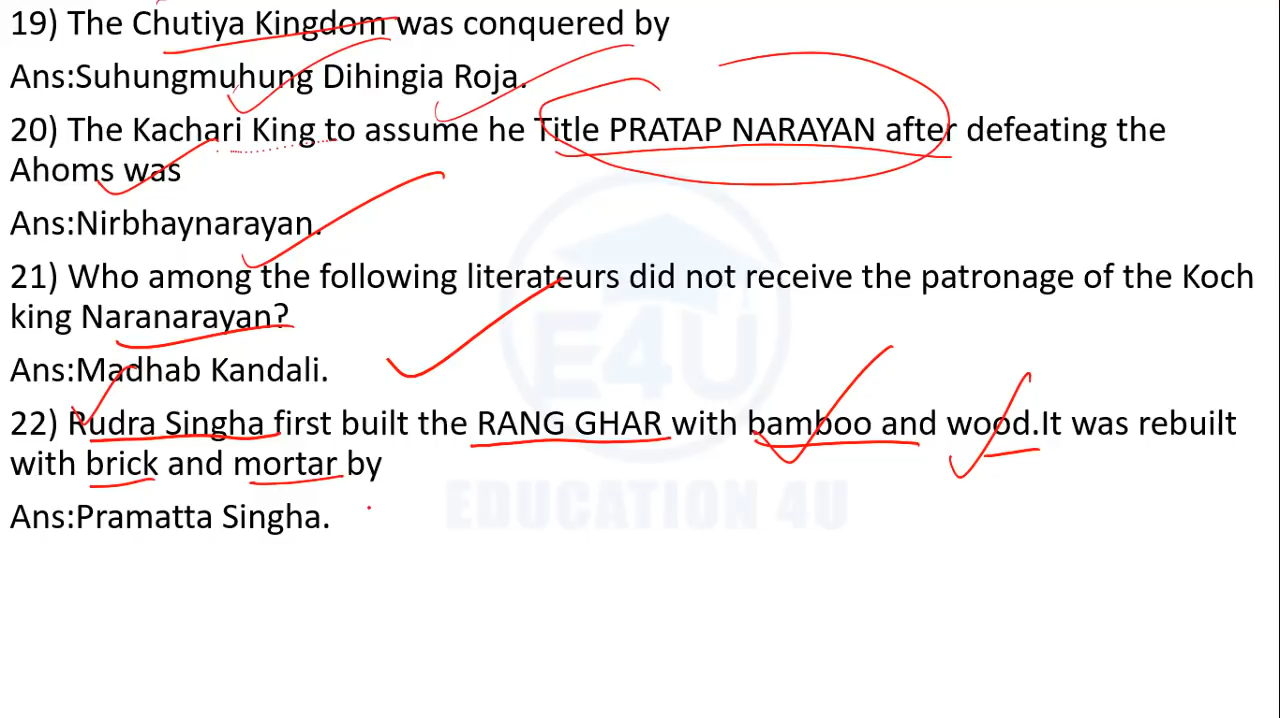 19) The Chutiya Kingdom was conquered by
Ans:Suhungmuhung Dihingia Roja.
20) The Kachari King to assume he Title PRATAP NARAYAN after defeating the
Ahoms was
Ans:Nirbhaynarayan.
21) Who among the following literateurs did not receive the patronage of the Koch
king Naranarayan?
Ans:Madhab Kandali.
22) Rudra Singha first built the RANG GHAR with bamboo and wood.It was rebuilt
with brick and mortar by
Ans:Pramatta Singha.
E4U
EDUCATION 4U